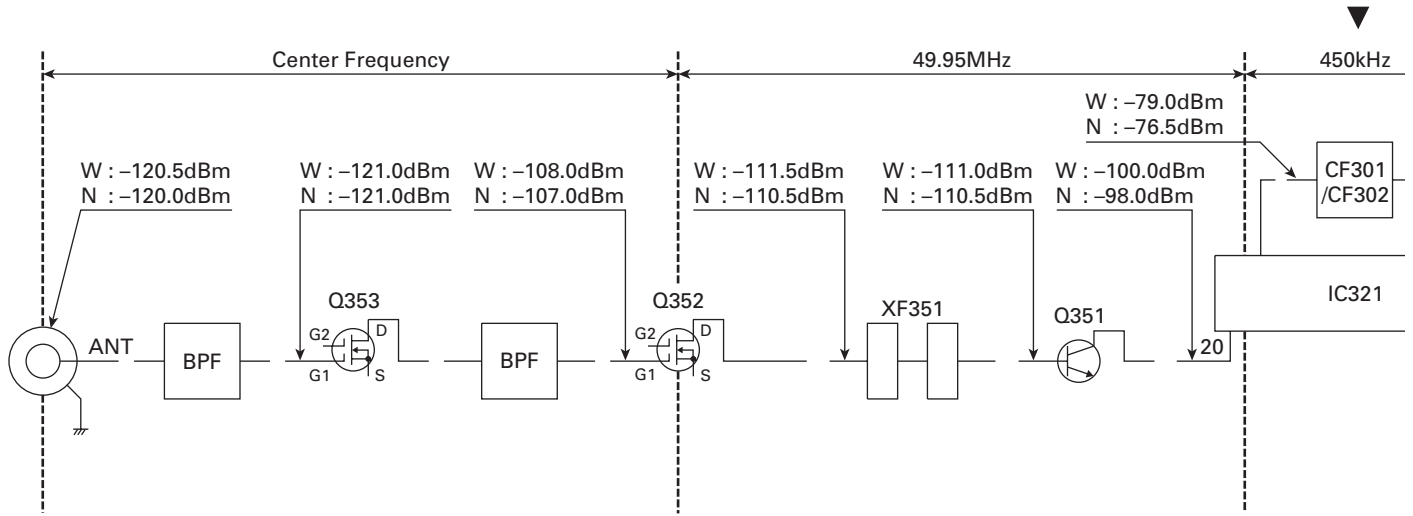 Center Frequency
49.95MHz
450kHz
W : –79.0dBm
N : –76.5dBm
W : –120.5dBm
N : –120.0dBm
W : –121.0dBm
N : –121.0dBm
W : –108.0dBm
N : –107.0dBm
W : –111.5dBm
N : –110.5dBm
W : –111.0dBm
N : –110.5dBm
W : –100.0dBm
N : –98.0dBm
CF301
/CF302
IC321
ANT
BPF
Q353
G2
D
G1
S
BPF
Q352
G2
D
G1
S
XF351
Q351
20